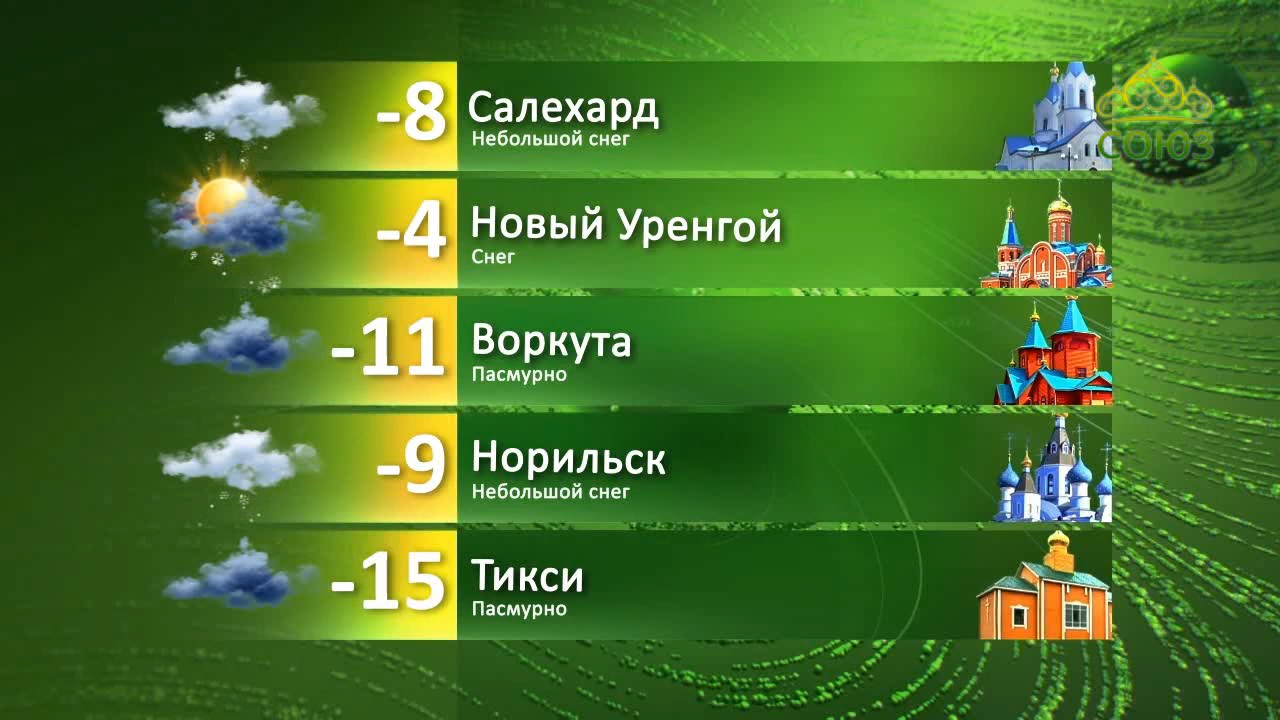 СОЮЗ
-8 Салехард
Небольшой снег
-4 Новый Уренгой
Снег
-11 Воркута
Пасмурно
-9 Норильск
Небольшой снег
-15 Тикси
Пасмурно